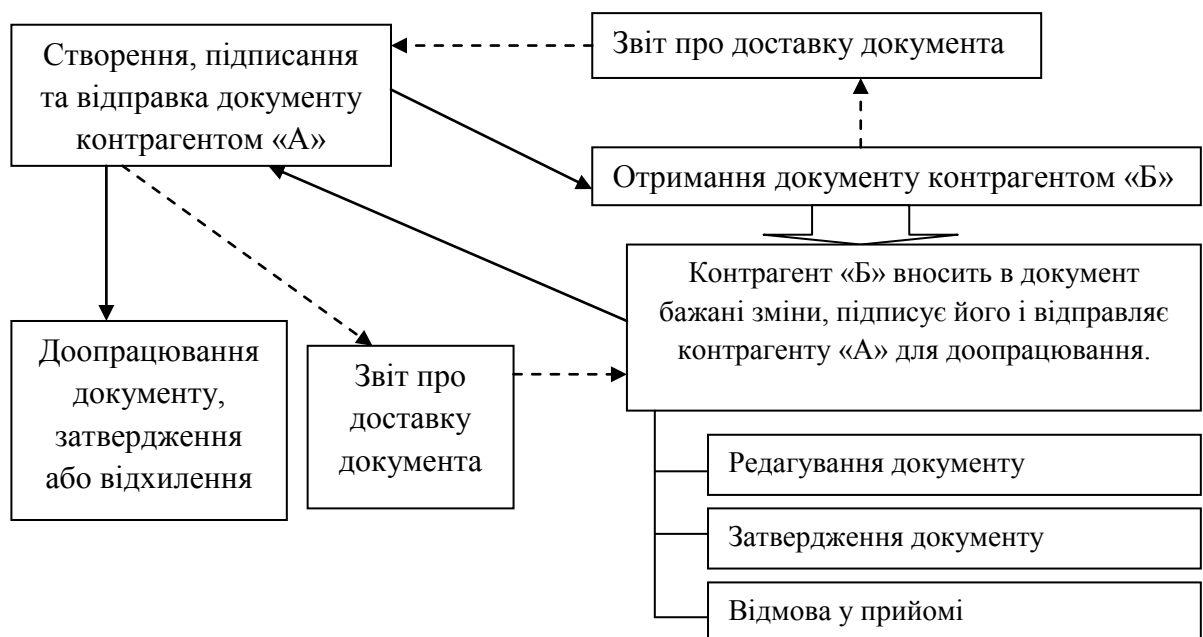 Створення, підписання
та відправка документу
контрагентом «А»
Звіт про доставку документа
Отримання документу контрагентом «Б»
Контрагент «Б» вносить в документ
бажані зміни, підписує його і відправляє
контрагенту «А» для доопрацювання.
Доопрацювання
документу,
затвердження
або відхилення
Звіт про
доставку
документа
Редагування документу
Затвердження документу
Відмова у прийомі